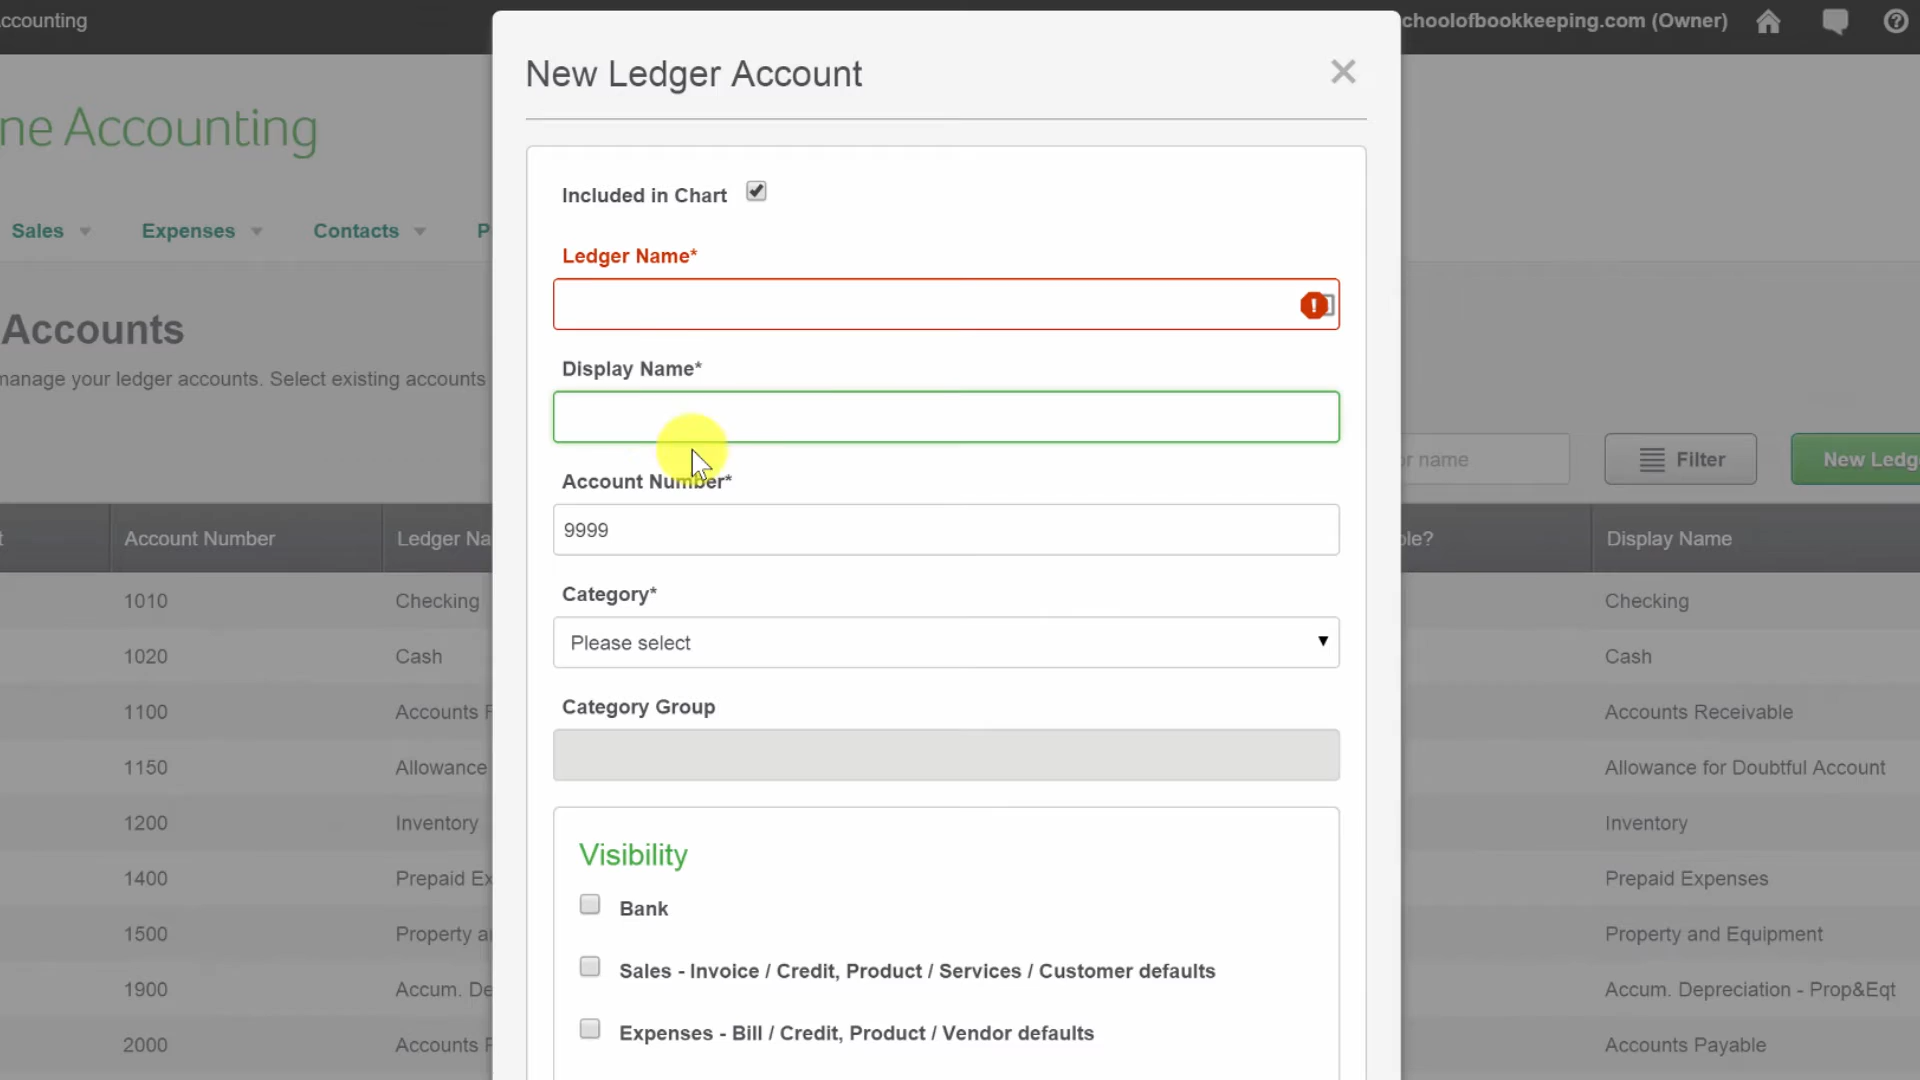 ccounting
choolofbookkeeping.com (Owner)
New Ledger Account
ne Accounting
Included in Chart
Sales
Expenses
Contacts
P
Ledger Name*
Accounts
manage your ledger accounts. Select existing accounts
Display Name*
r name
Filter
New Ledg
Account Number*
9999
t
Account Number
Ledger Na
ble?
Display Name
Category*
Please select
1010
Checking
Checking
1020
Cash
Cash
Category Group
1100
Accounts R
Accounts Receivable
1150
Allowance
Allowance for Doubtful Account
1200
Inventory
Inventory
Visibility
1400
Prepaid Ex
Prepaid Expenses
Bank
1500
Property a
Property and Equipment
Sales - Invoice / Credit, Product / Services / Customer defaults
1900
Accum. De
Accum. Depreciation - Prop&Eqt
Expenses - Bill / Credit, Product / Vendor defaults
2000
Accounts P
Accounts Payable